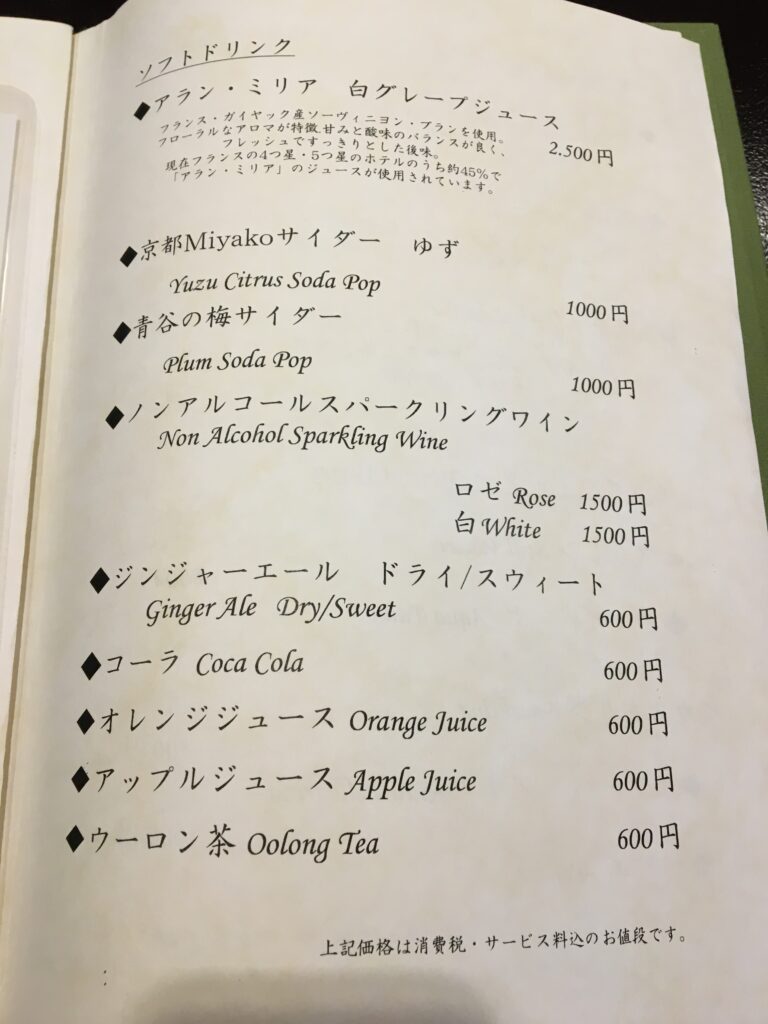 ソフトドリンク
◆アラン・ミリア 白グレープジュース
フランス・ガイヤック産ソーヴィニヨン・ブランを使用。
フローラルなアロマが特徴.甘みと酸味のバランスが良く、
フレッシュですっきりとした後味。
現在フランスの4つ星・5つ星のホテルのうち約45%で
「アラン・ミリア」のジュースが使用されています。
2.500円
◆京都Miyakoサイダー ゆず
Yuzu Citrus Soda Pop
1000円
◆青谷の梅サイダー
Plum Soda Pop
1000円
◆ノンアルコールスパークリングワイン
Non Alcohol Sparkling Wine
ロゼ Rose 1500円
白 White 1500円
◆ジンジャーエール ドライ/スウィート
Ginger Ale Dry/Sweet
600円
◆コーラ Coca Cola 600円
◆オレンジジュース Orange Juice 600円
◆アップルジュース Apple Juice 600円
◆ウーロン茶 Oolong Tea 600円
上記価格は消費税・サービス料込のお値段です。